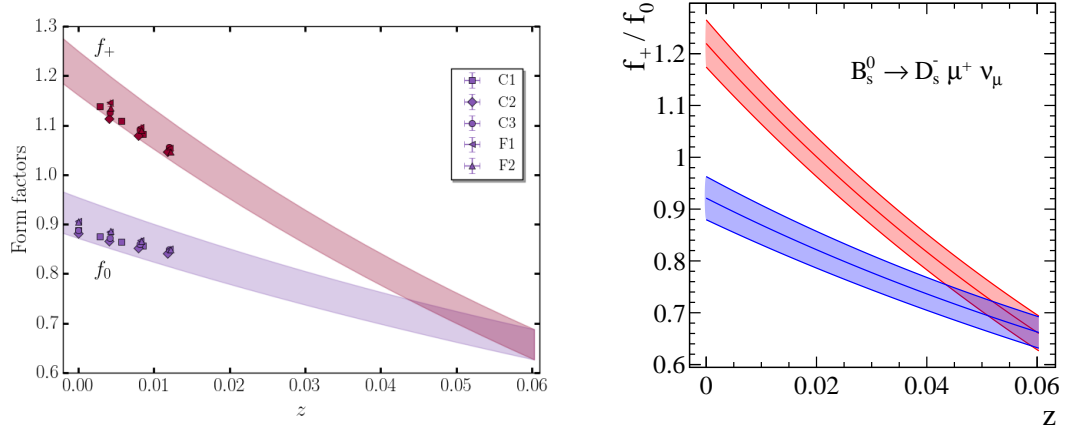 1.3
1.2
1.1
1.0
0.9
0.8
0.7
0.6
Form factors
f₊
f₀
C1
C2
C3
F1
F2
0.00
0.01
0.02
0.03
0.04
0.05
0.06
z
f₊ / f₀
1.2
1.1
1
0.9
0.8
0.7
0.6
B⁰ₛ → D⁻ₛ μ⁺ ν_μ
0
0.02
0.04
0.06
z